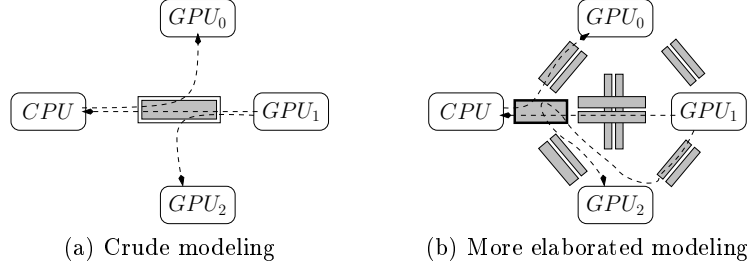 GPU₀ GPU₀
CPU GPU₁ CPU GPU₁
GPU₂ GPU₂
(a) Crude modeling (b) More elaborated modeling